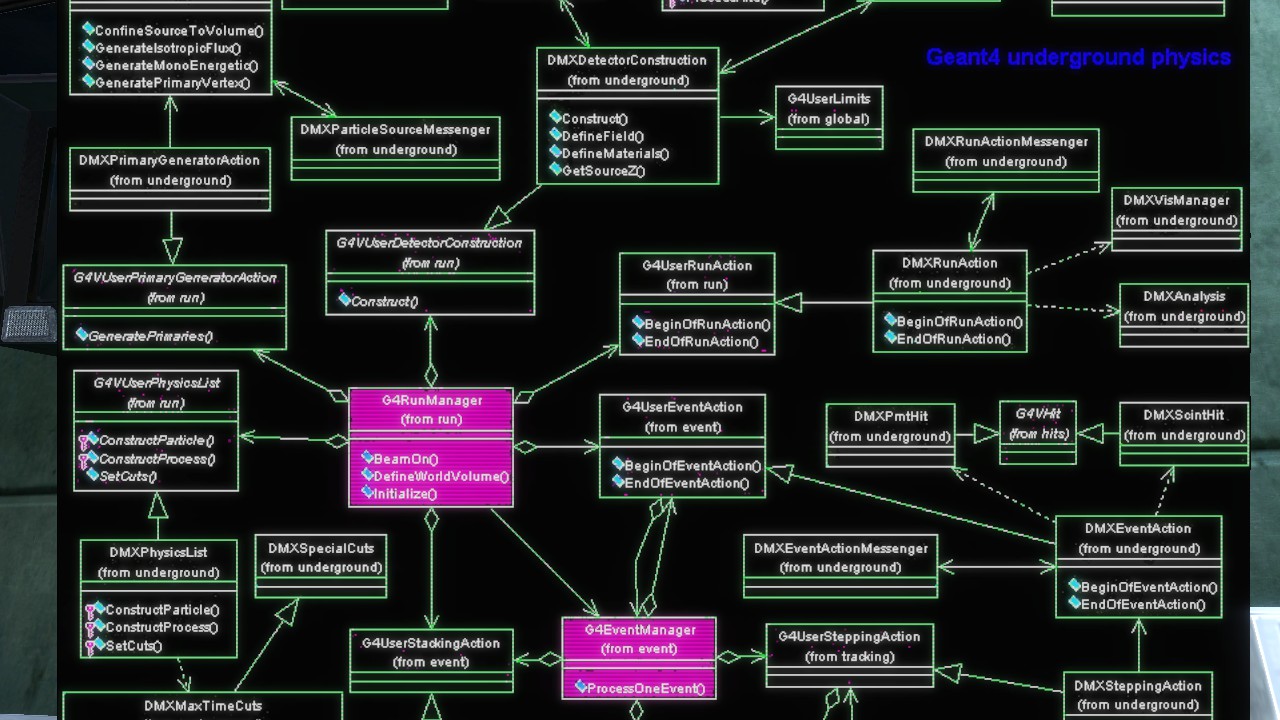 ConfineSourceToVolume()
GenerateIsotropicFlux()
GenerateMonoEnergetic()
GeneratePrimaryVertex()
DMXDetectorConstruction
(from underground)
Construct()
DefineField()
DefineMaterials()
GetSourceZ()
Geant4 underground physics
G4UserLimits
(from global)
DMXParticleSourceMessenger
(from underground)
DMXRunActionMessenger
(from underground)
DMXPrimaryGeneratorAction
(from underground)
DMXVisManager
(from underground)
G4VUserDetectorConstruction
(from run)
Construct()
G4VUserPrimaryGeneratorAction
(from run)
GeneratePrimaries()
G4UserRunAction
(from run)
BeginOfRunAction()
EndOfRunAction()
DMXRunAction
(from underground)
BeginOfRunAction()
EndOfRunAction()
DMXAnalysis
(from underground)
G4VUserPhysicsList
(from run)
ConstructParticle()
ConstructProcess()
SetCuts()
G4RunManager
(from run)
BeamOn()
DefineWorldVolume()
Initialize()
G4UserEventAction
(from event)
BeginOfEventAction()
EndOfEventAction()
DMXPmtHit
(from underground)
G4VHit
(from hits)
DMXScintHit
(from underground)
DMXPhysicsList
(from underground)
ConstructParticle()
ConstructProcess()
SetCuts()
DMXSpecialCuts
(from underground)
DMXEventActionMessenger
(from underground)
DMXEventAction
(from underground)
BeginOfEventAction()
EndOfEventAction()
G4UserStackingAction
(from event)
G4EventManager
(from event)
ProcessOneEvent()
G4UserSteppingAction
(from tracking)
DMXSteppingAction
(from underground)
DMXMaxTimeCuts